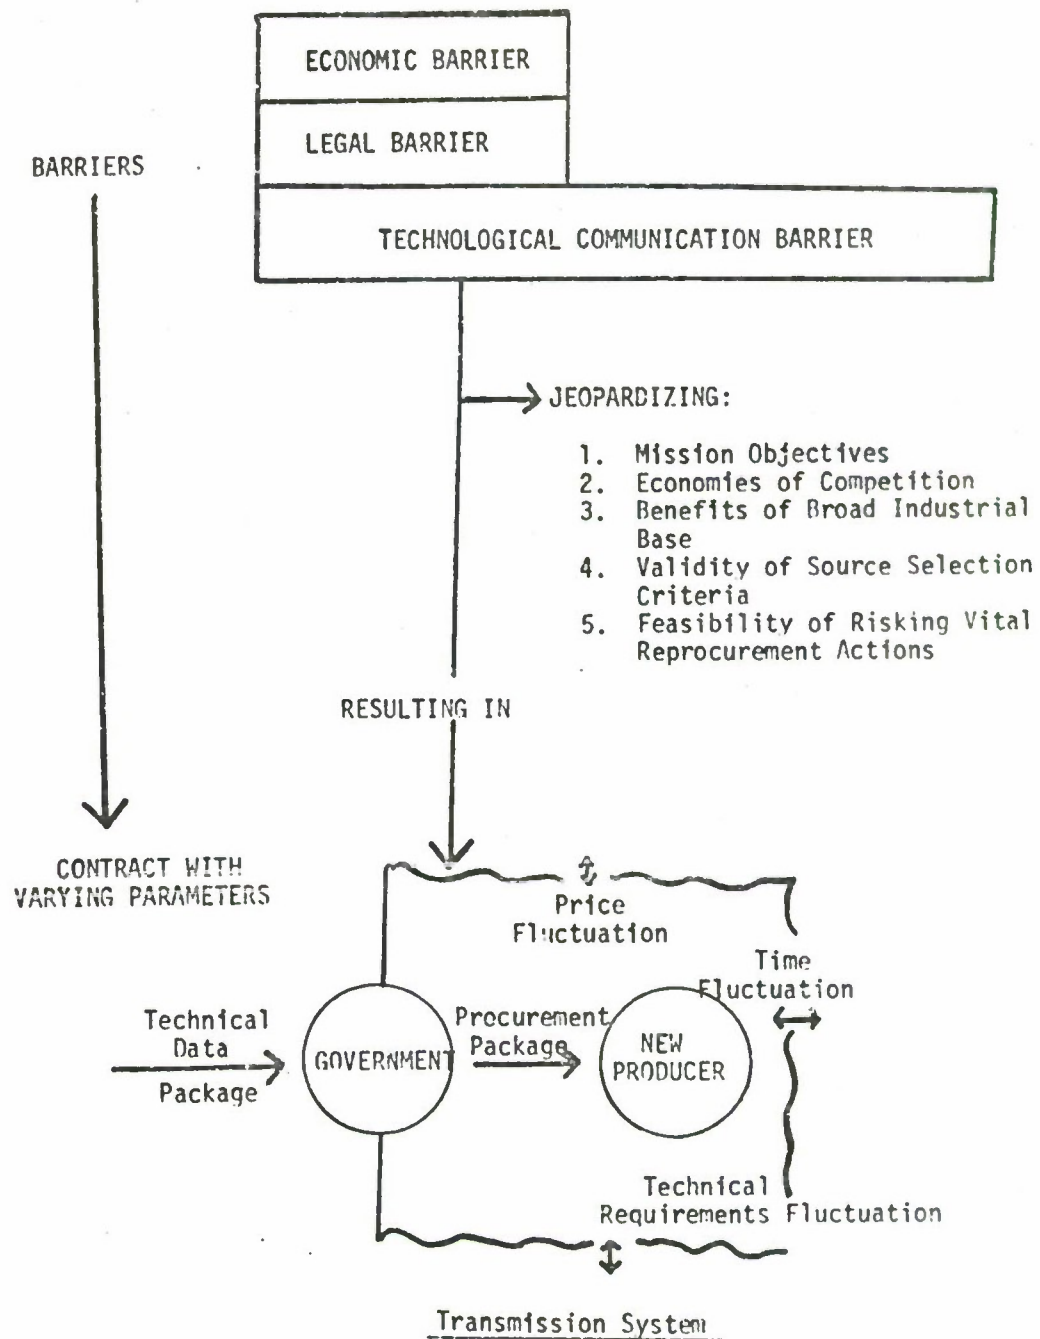 ECONOMIC BARRIER
LEGAL BARRIER
BARRIERS
TECHNOLOGICAL COMMUNICATION BARRIER
JEOPARDIZING:
1. Mission Objectives
2. Economies of Competition
3. Benefits of Broad Industrial
Base
4. Validity of Source Selection
Criteria
5. Feasibility of Risking Vital
Reprocurement Actions
RESULTING IN
CONTRACT WITH
VARYING PARAMETERS
Price
Fluctuation
Time
Fluctuation
Technical
Data
Package
GOVERNMENT
Procurement
Package
NEW
PRODUCER
Technical
Requirements Fluctuation
Transmission System